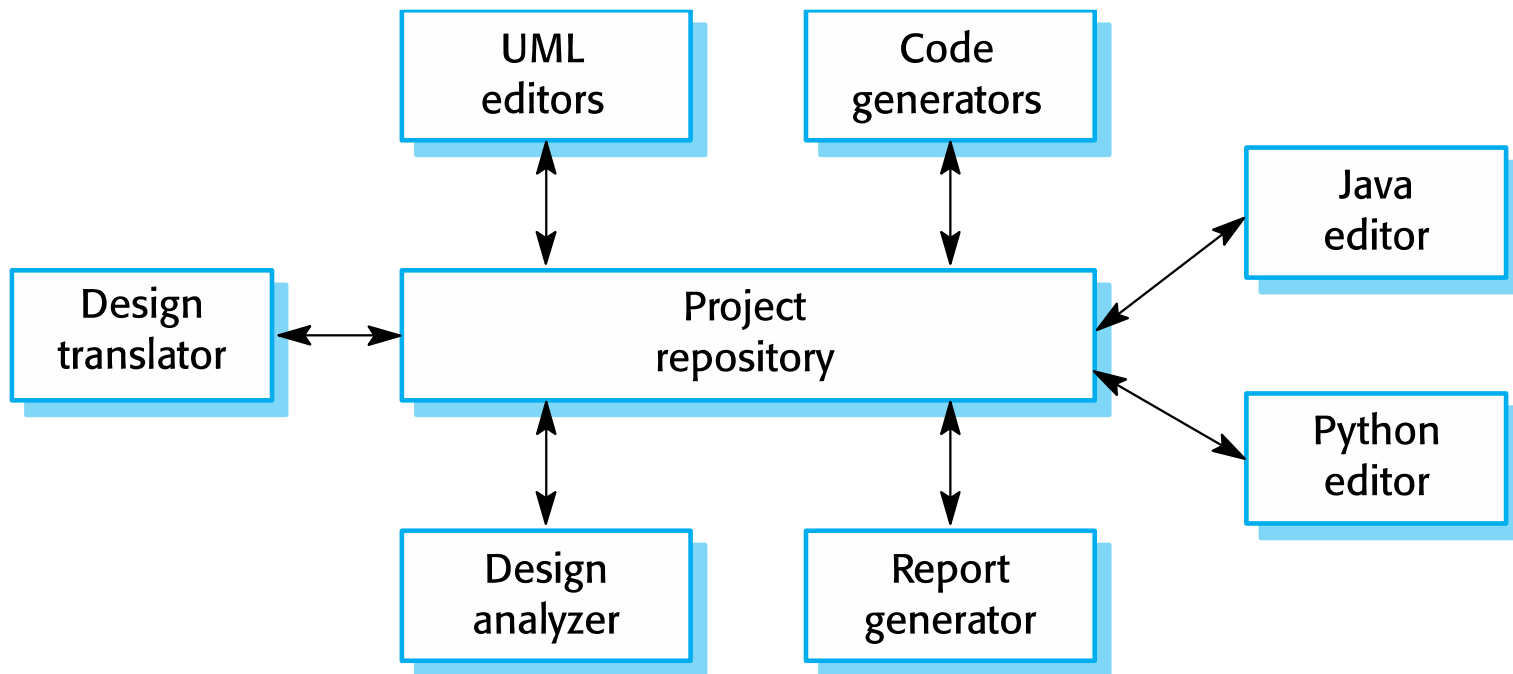 UML
editors
Code
generators
Java
editor
Design
translator
Project
repository
Python
editor
Design
analyzer
Report
generator